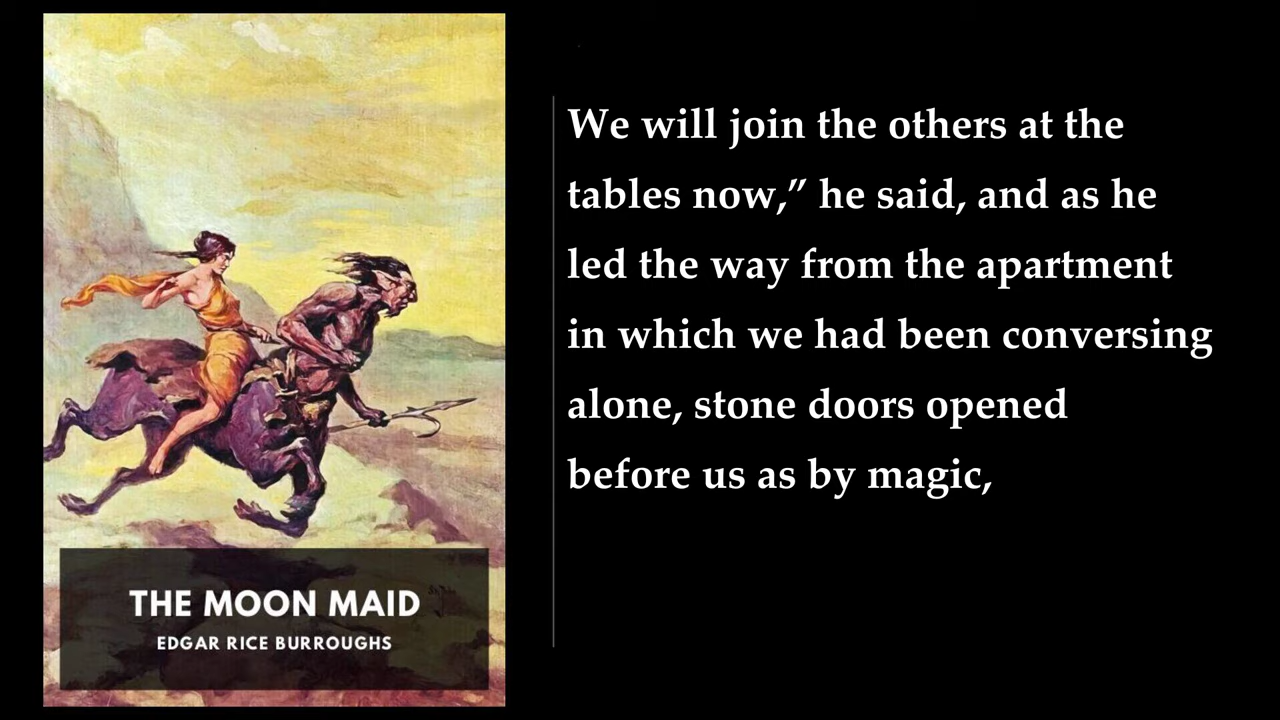 We will join the others at the
tables now,” he said, and as he
led the way from the apartment
in which we had been conversing
alone, stone doors opened
before us as by magic,
THE MOON MAID
EDGAR RICE BURROUGHS